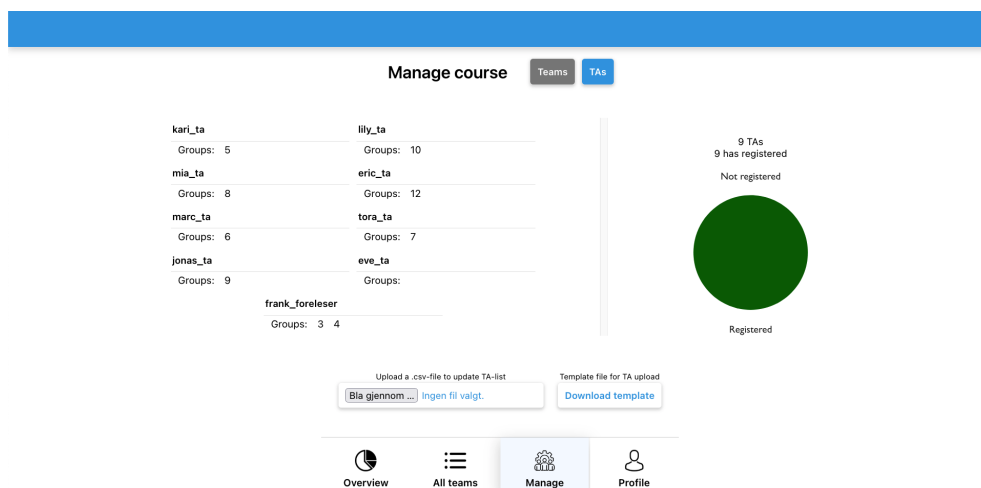 Manage course Teams TAs
kari_ta
Groups: 5
lily_ta
Groups: 10
mia_ta
Groups: 8
eric_ta
Groups: 12
marc_ta
Groups: 6
tora_ta
Groups: 7
jonas_ta
Groups: 9
eve_ta
Groups:
frank_foreleser
Groups: 3 4
9 TAs
9 has registered
Not registered
Registered
Upload a .csv-file to update TA-list
Bla gjennom ... Ingen fil valgt.
Template file for TA upload
Download template
Overview All teams Manage Profile